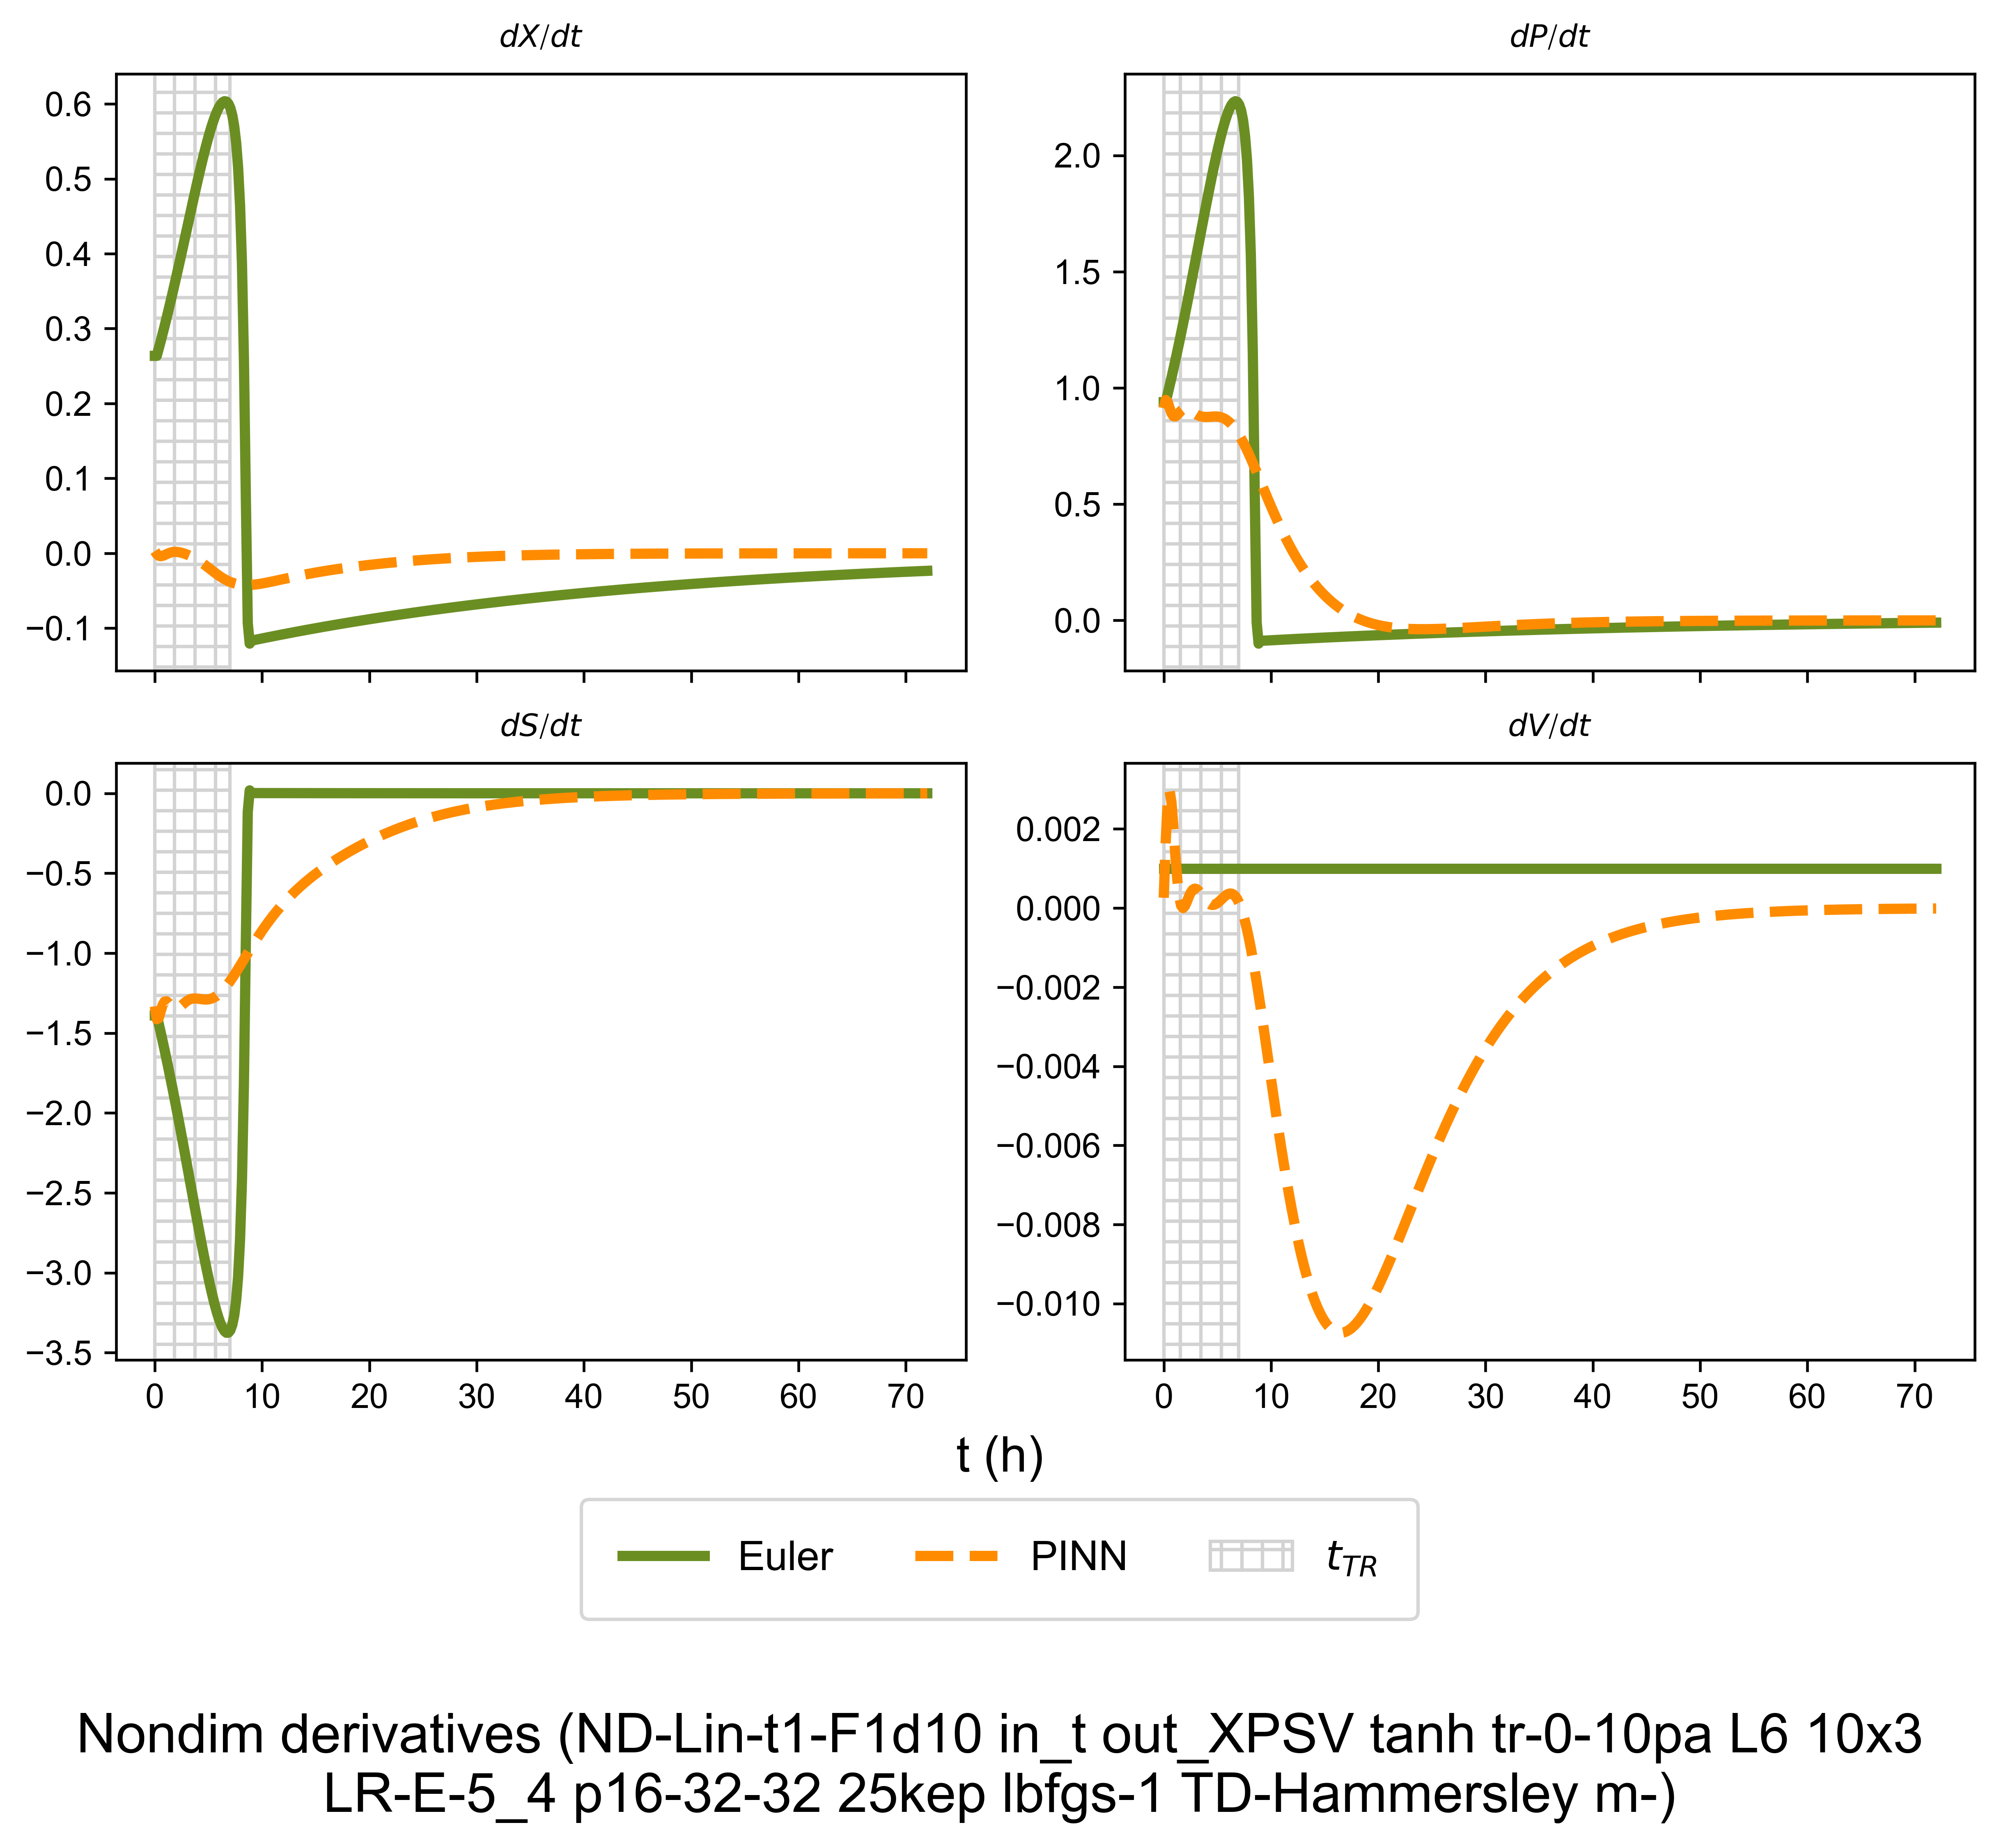 dX/dt
dP/dt
0.6
0.5
0.4
0.3
0.2
0.1
0.0
−0.1
2.0
1.5
1.0
0.5
0.0
dS/dt
dV/dt
0.0
−0.5
−1.0
−1.5
−2.0
−2.5
−3.0
−3.5
0.002
0.000
−0.002
−0.004
−0.006
−0.008
−0.010
0 10 20 30 40 50 60 70
0 10 20 30 40 50 60 70
t (h)
Euler PINN t_TR
Nondim derivatives (ND-Lin-t1-F1d10 in_t out_XPSV tanh tr-0-10pa L6 10x3
LR-E-5_4 p16-32-32 25kep lbfgs-1 TD-Hammersley m-)